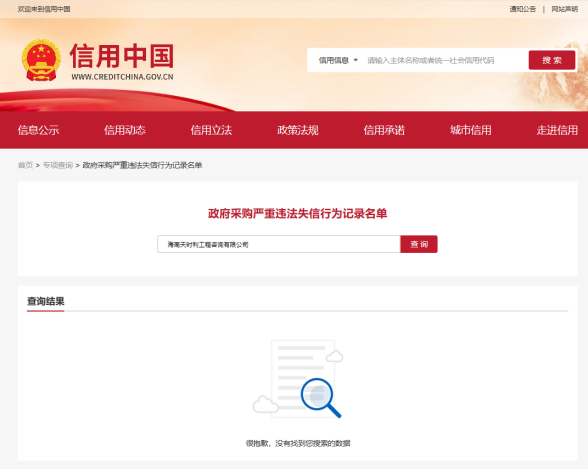 欢迎来到信用中国
通知公告 | 网站声明
信用中国
WWW.CREDITCHINA.GOV.CN
信用信息 请输入主体名称或者统一社会信用代码 搜索
信息公示 信用动态 信用立法 政策法规 信用承诺 城市信用 走进信用
首页 > 专项查询 > 政府采购严重违法失信行为记录名单
政府采购严重违法失信行为记录名单
海南天时利工程咨询有限公司 查询
查询结果
很抱歉，没有找到您搜索的数据